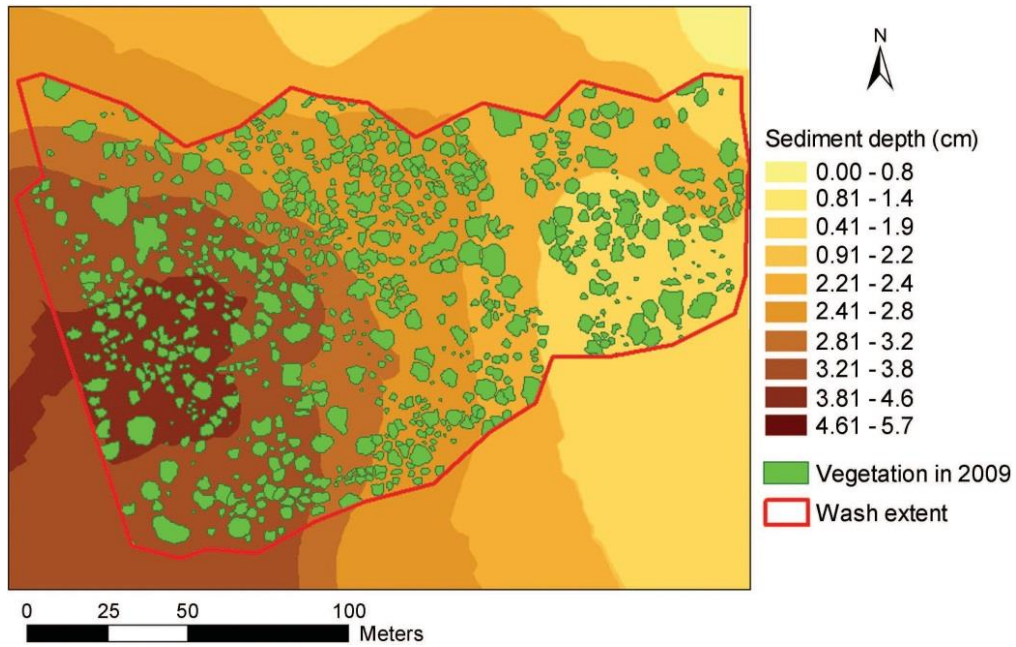 N
Sediment depth (cm)
0.00 - 0.8
0.81 - 1.4
0.41 - 1.9
0.91 - 2.2
2.21 - 2.4
2.41 - 2.8
2.81 - 3.2
3.21 - 3.8
3.81 - 4.6
4.61 - 5.7
Vegetation in 2009
Wash extent
0 25 50 100
Meters